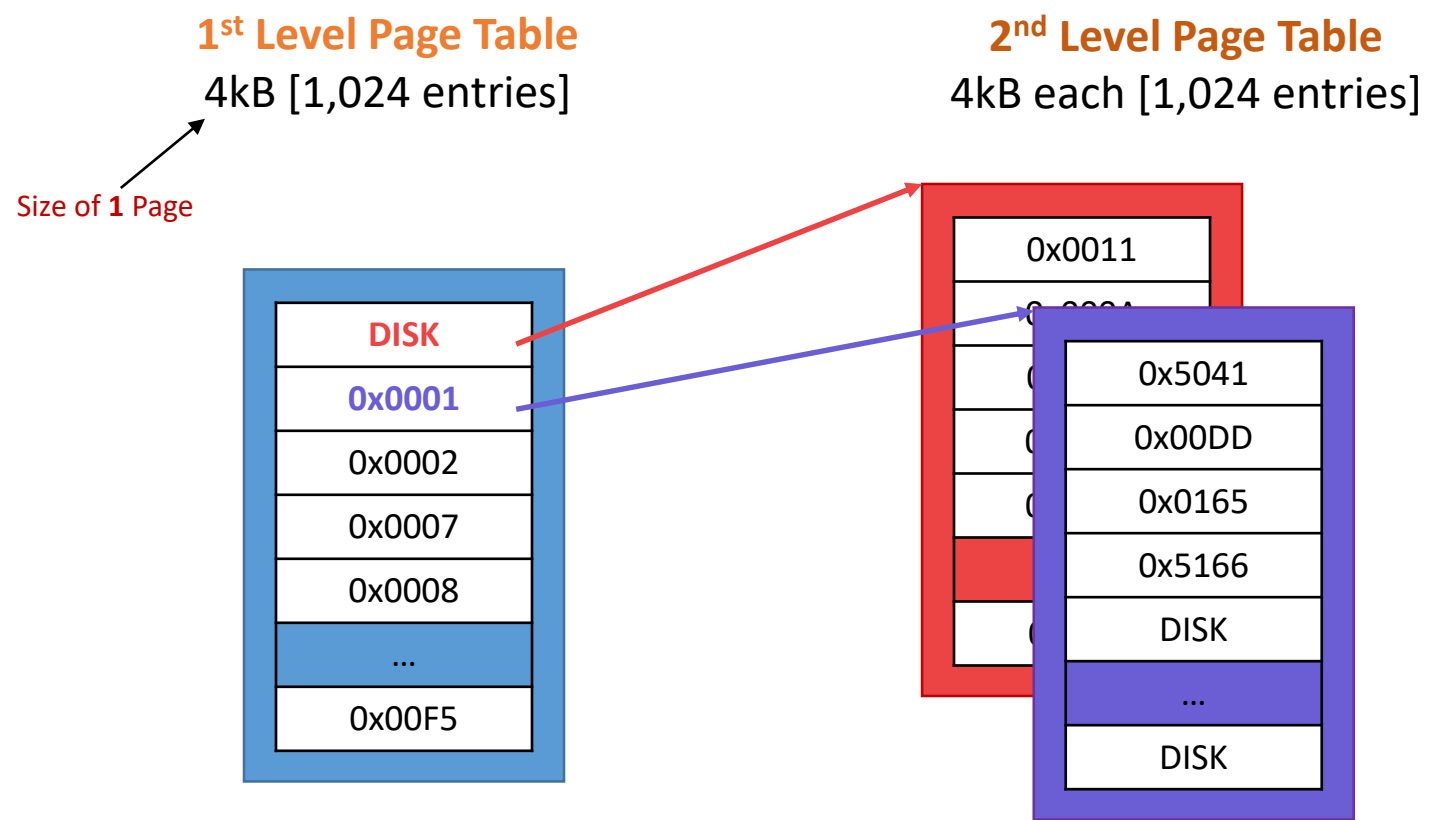 1st Level Page Table
4kB [1,024 entries]
Size of 1 Page
DISK
0x0001
0x0002
0x0007
0x0008
...
0x00F5
2nd Level Page Table
4kB each [1,024 entries]
0x0011
0x5041
0x00DD
0x0165
0x5166
DISK
...
DISK